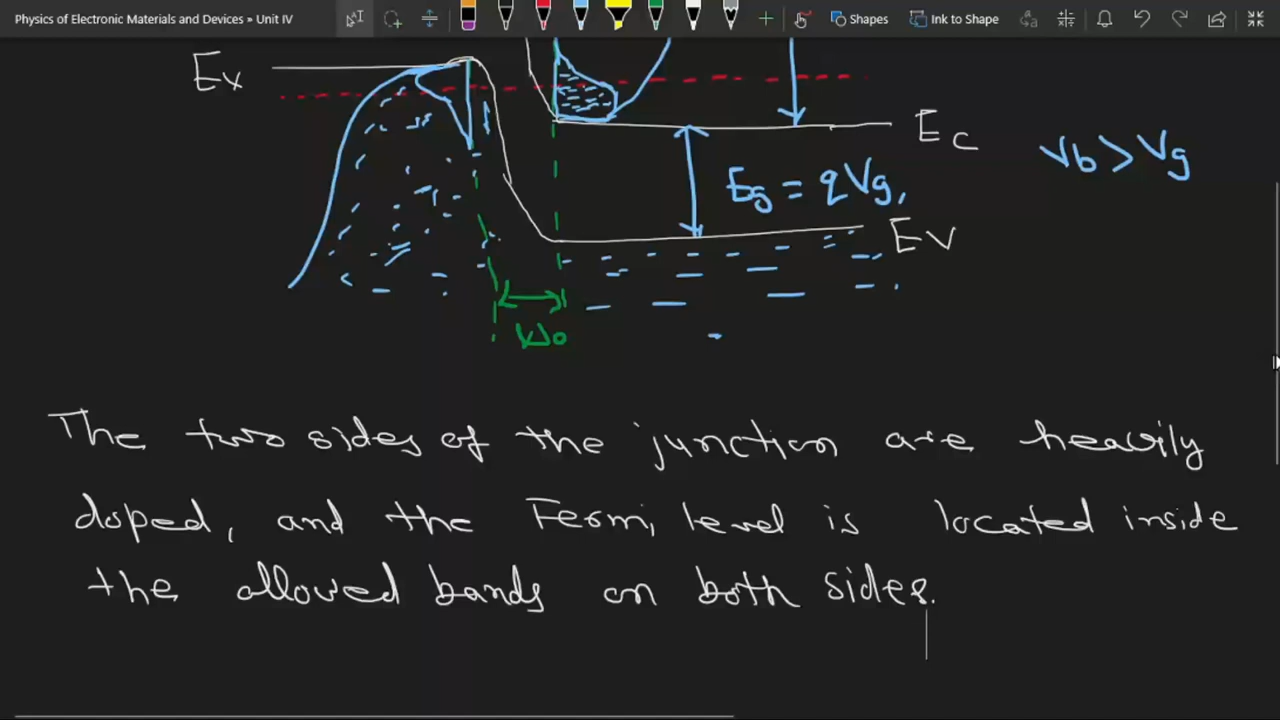 Physics of Electronic Materials and Devices » Unit IV
Shapes
Ink to Shape
Ev
Ec
Vb > Vg
Eg = qVg,
Ev
W0
The two sides of the junction are heavily
doped, and the Fermi level is located inside
the allowed bands on both sides.